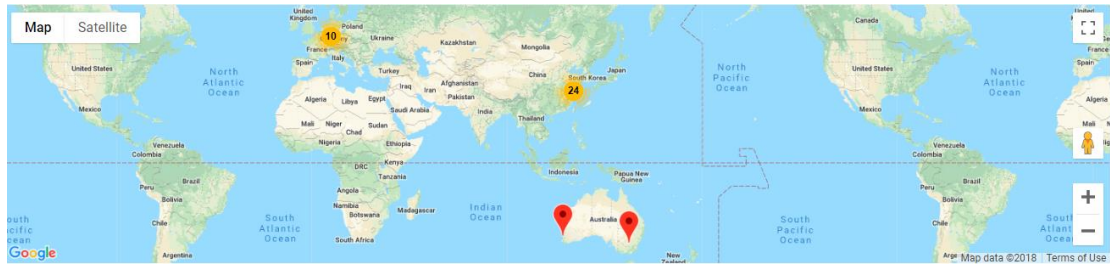 Map
Satellite
United
Kingdom
10
Poland
Ukraine
France
Italy
Spain
Turkey
Kazakhstan
Mongolia
China
South Korea
Japan
24
Afghanistan
Iraq
Iran
Pakistan
India
Thailand
Algeria
Libya
Egypt
Saudi Arabia
Mali
Niger
Chad
Sudan
Nigeria
Ethiopia
DRC
Kenya
Tanzania
Angola
Namibia
Botswana
Madagascar
South Africa
United States
Mexico
Venezuela
Colombia
Peru
Brazil
Bolivia
Chile
Argentina
North
Atlantic
Ocean
South
Atlantic
Ocean
Indian
Ocean
Indonesia
Papua New
Guinea
Australia
New
North
Pacific
Ocean
South
Pacific
Ocean
Canada
United States
Mexico
Venezuela
Colombia
Peru
Brazil
Bolivia
Chile
North
Atlantic
Ocean
Spain
Algeria
Mali
Google
Map data ©2018
Terms of Use